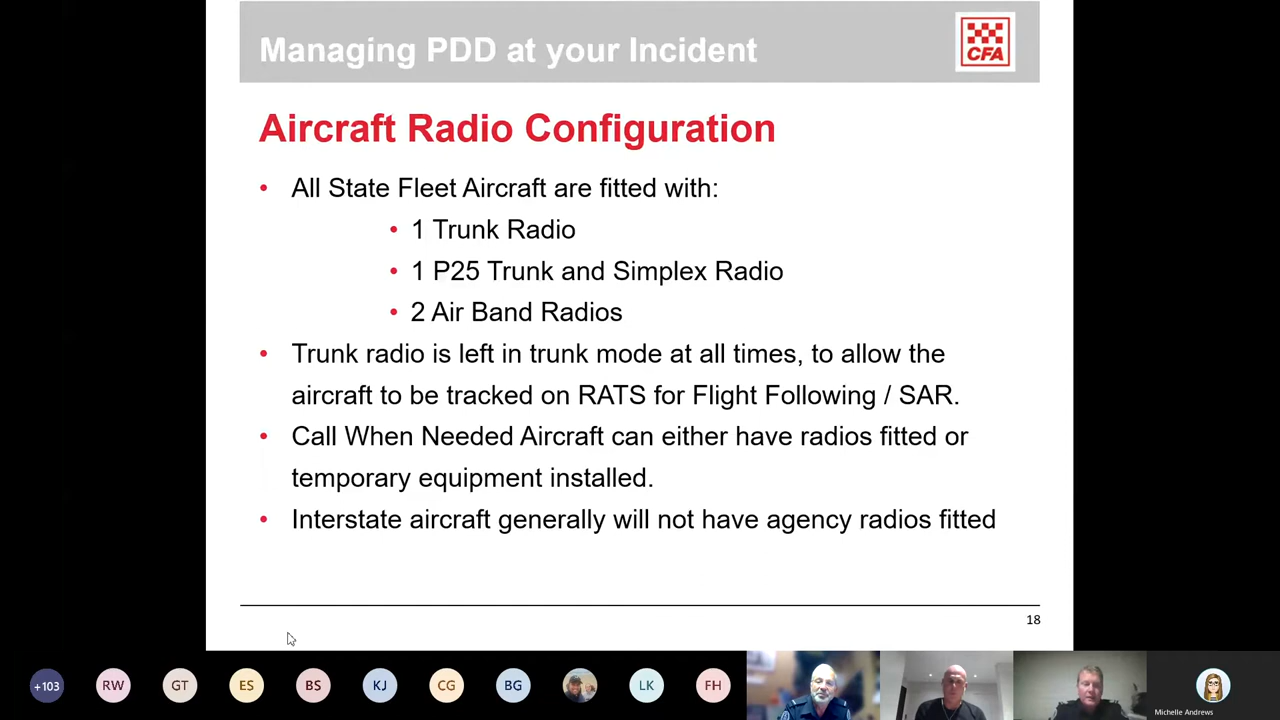 Managing PDD at your Incident
CFA
Aircraft Radio Configuration
• All State Fleet Aircraft are fitted with:
• 1 Trunk Radio
• 1 P25 Trunk and Simplex Radio
• 2 Air Band Radios
• Trunk radio is left in trunk mode at all times, to allow the
aircraft to be tracked on RATS for Flight Following / SAR.
• Call When Needed Aircraft can either have radios fitted or
temporary equipment installed.
• Interstate aircraft generally will not have agency radios fitted
18
+103 RW GT ES BS KJ CG BG LK FH
Michelle Andrews